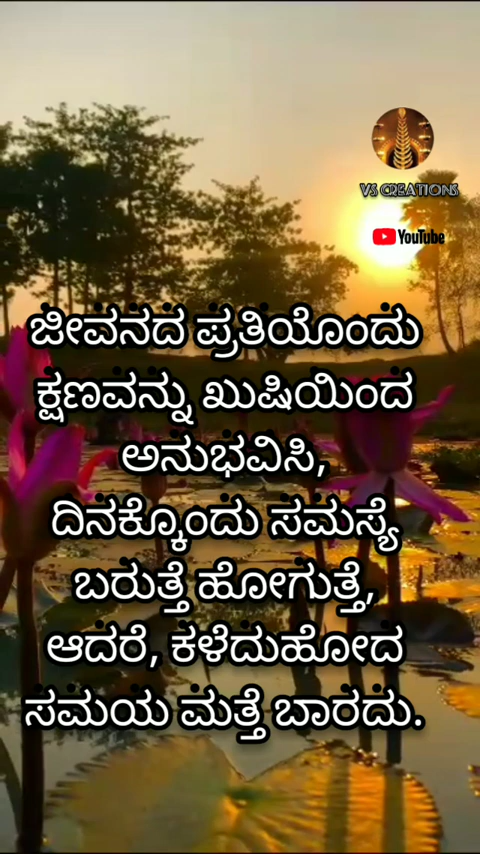 VS CREATIONS
YouTube
ಜೀವನದ ಪ್ರತಿಯೊಂದು
ಕ್ಷಣವನ್ನು ಖುಷಿಯಿಂದ
ಅನುಭವಿಸಿ,
ದಿನಕ್ಕೊಂದು ಸಮಸ್ಯೆ
ಬರುತ್ತೆ ಹೋಗುತ್ತೆ,
ಆದರೆ, ಕಳೆದುಹೋದ
ಸಮಯ ಮತ್ತೆ ಬಾರದು.